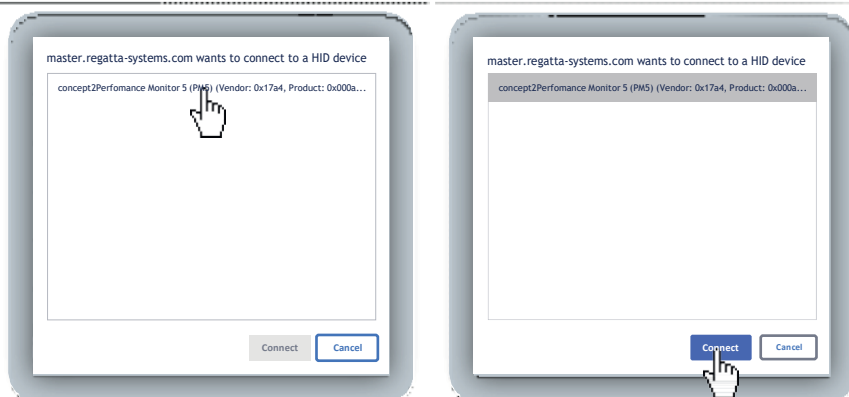 master.regatta-systems.com wants to connect to a HID device
concept2Perfomance Monitor 5 (PM5) (Vendor: 0x17a4, Product: 0x000a...
Connect
Cancel
master.regatta-systems.com wants to connect to a HID device
concept2Perfomance Monitor 5 (PM5) (Vendor: 0x17a4, Product: 0x000a...
Connect
Cancel